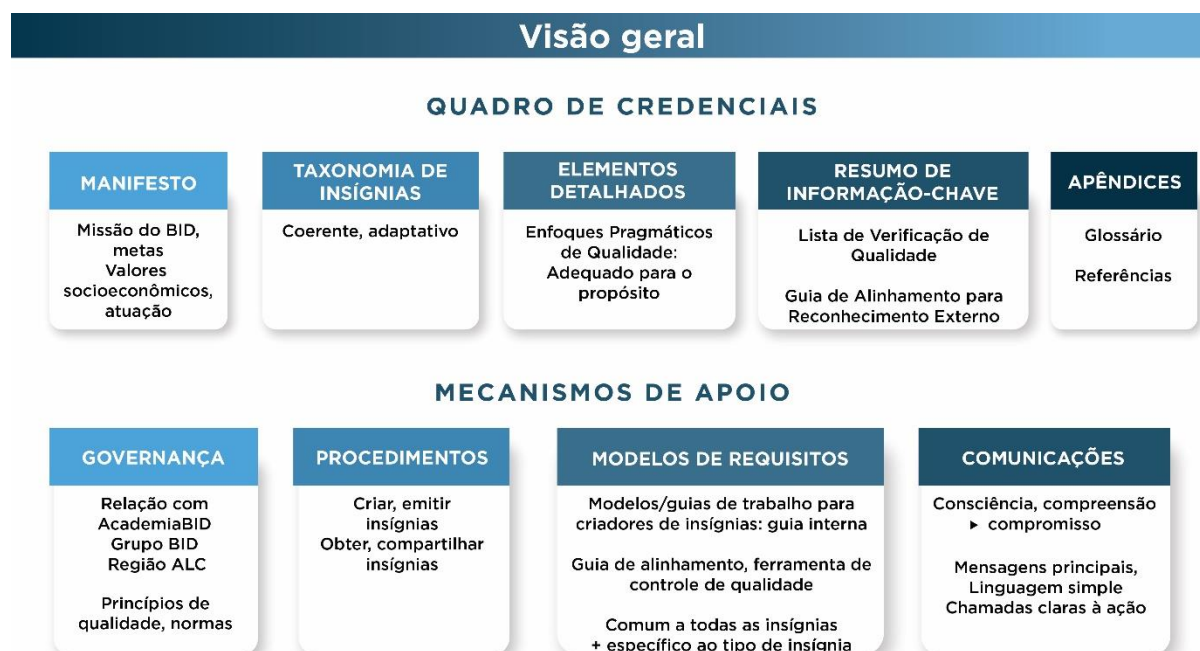 Visão geral
QUADRO DE CREDENCIAIS
MANIFESTO
Missão do BID,
metas
Valores
socioeconômicos,
atuação
TAXONOMIA DE
INSÍGNIAS
Coerente, adaptativo
ELEMENTOS
DETALHADOS
Enfoques Pragmáticos
de Qualidade:
Adequado para o
propósito
RESUMO DE
INFORMAÇÃO-CHAVE
Lista de Verificação de
Qualidade
Guia de Alinhamento para
Reconhecimento Externo
APÊNDICES
Glossário
Referências
MECANISMOS DE APOIO
GOVERNANÇA
Relação com
AcademiaBID
Grupo BID
Região ALC
Princípios de
qualidade, normas
PROCEDIMENTOS
Criar, emitir
insígnias
Obter, compartilhar
insígnias
MODELOS DE REQUISITOS
Modelos/guias de trabalho para
criadores de insígnias: guia interna
Guia de alinhamento, ferramenta de
controle de qualidade
Comum a todas as insígnias
+ específico ao tipo de insígnia
COMUNICAÇÕES
Consciência, compreensão
▸ compromisso
Mensagens principais,
Linguagem simple
Chamadas claras à ação